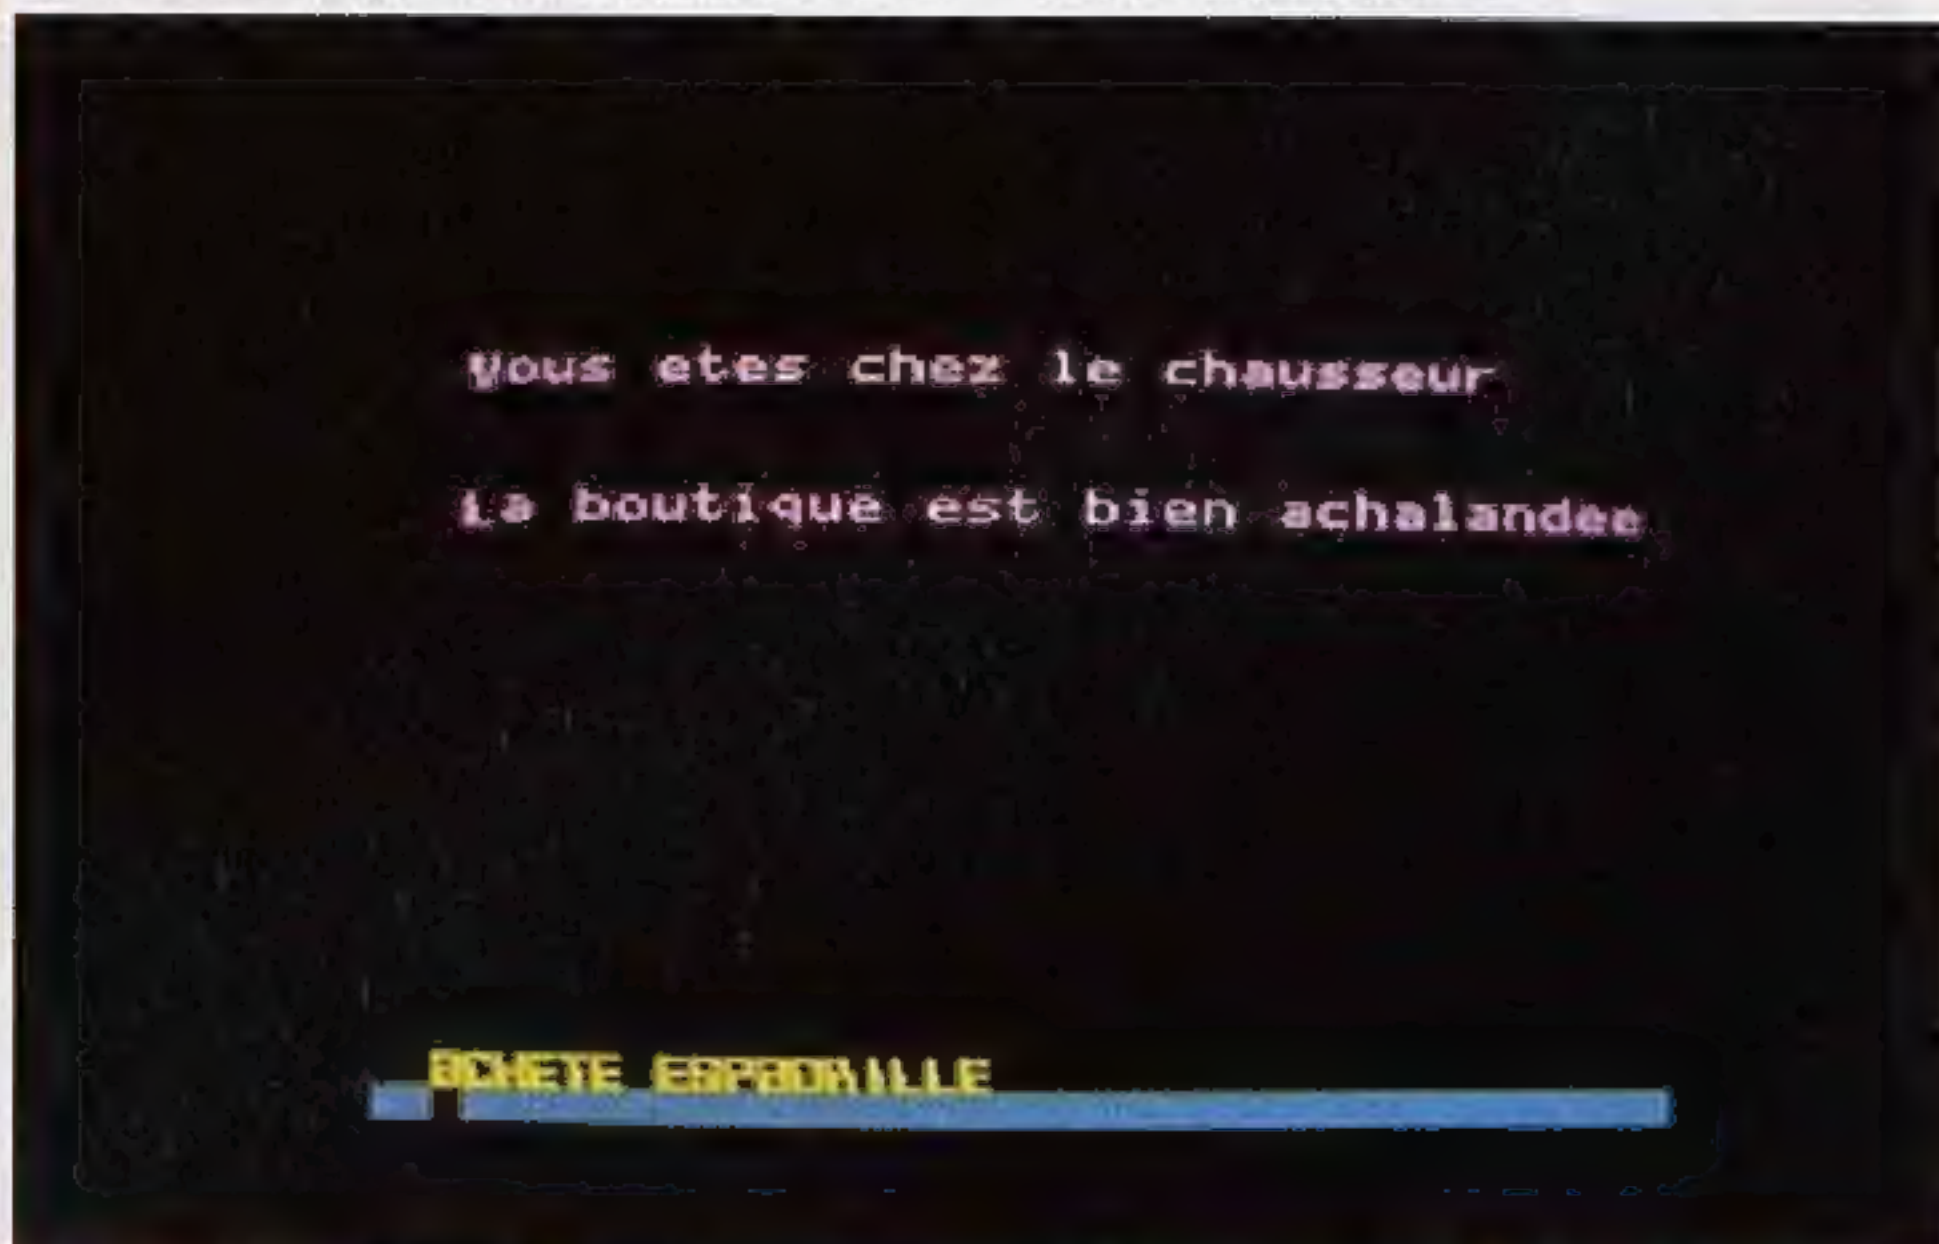 Vous etes chez le chausseur
La boutique est bien achalandee
ACHETE ESPADRILLE